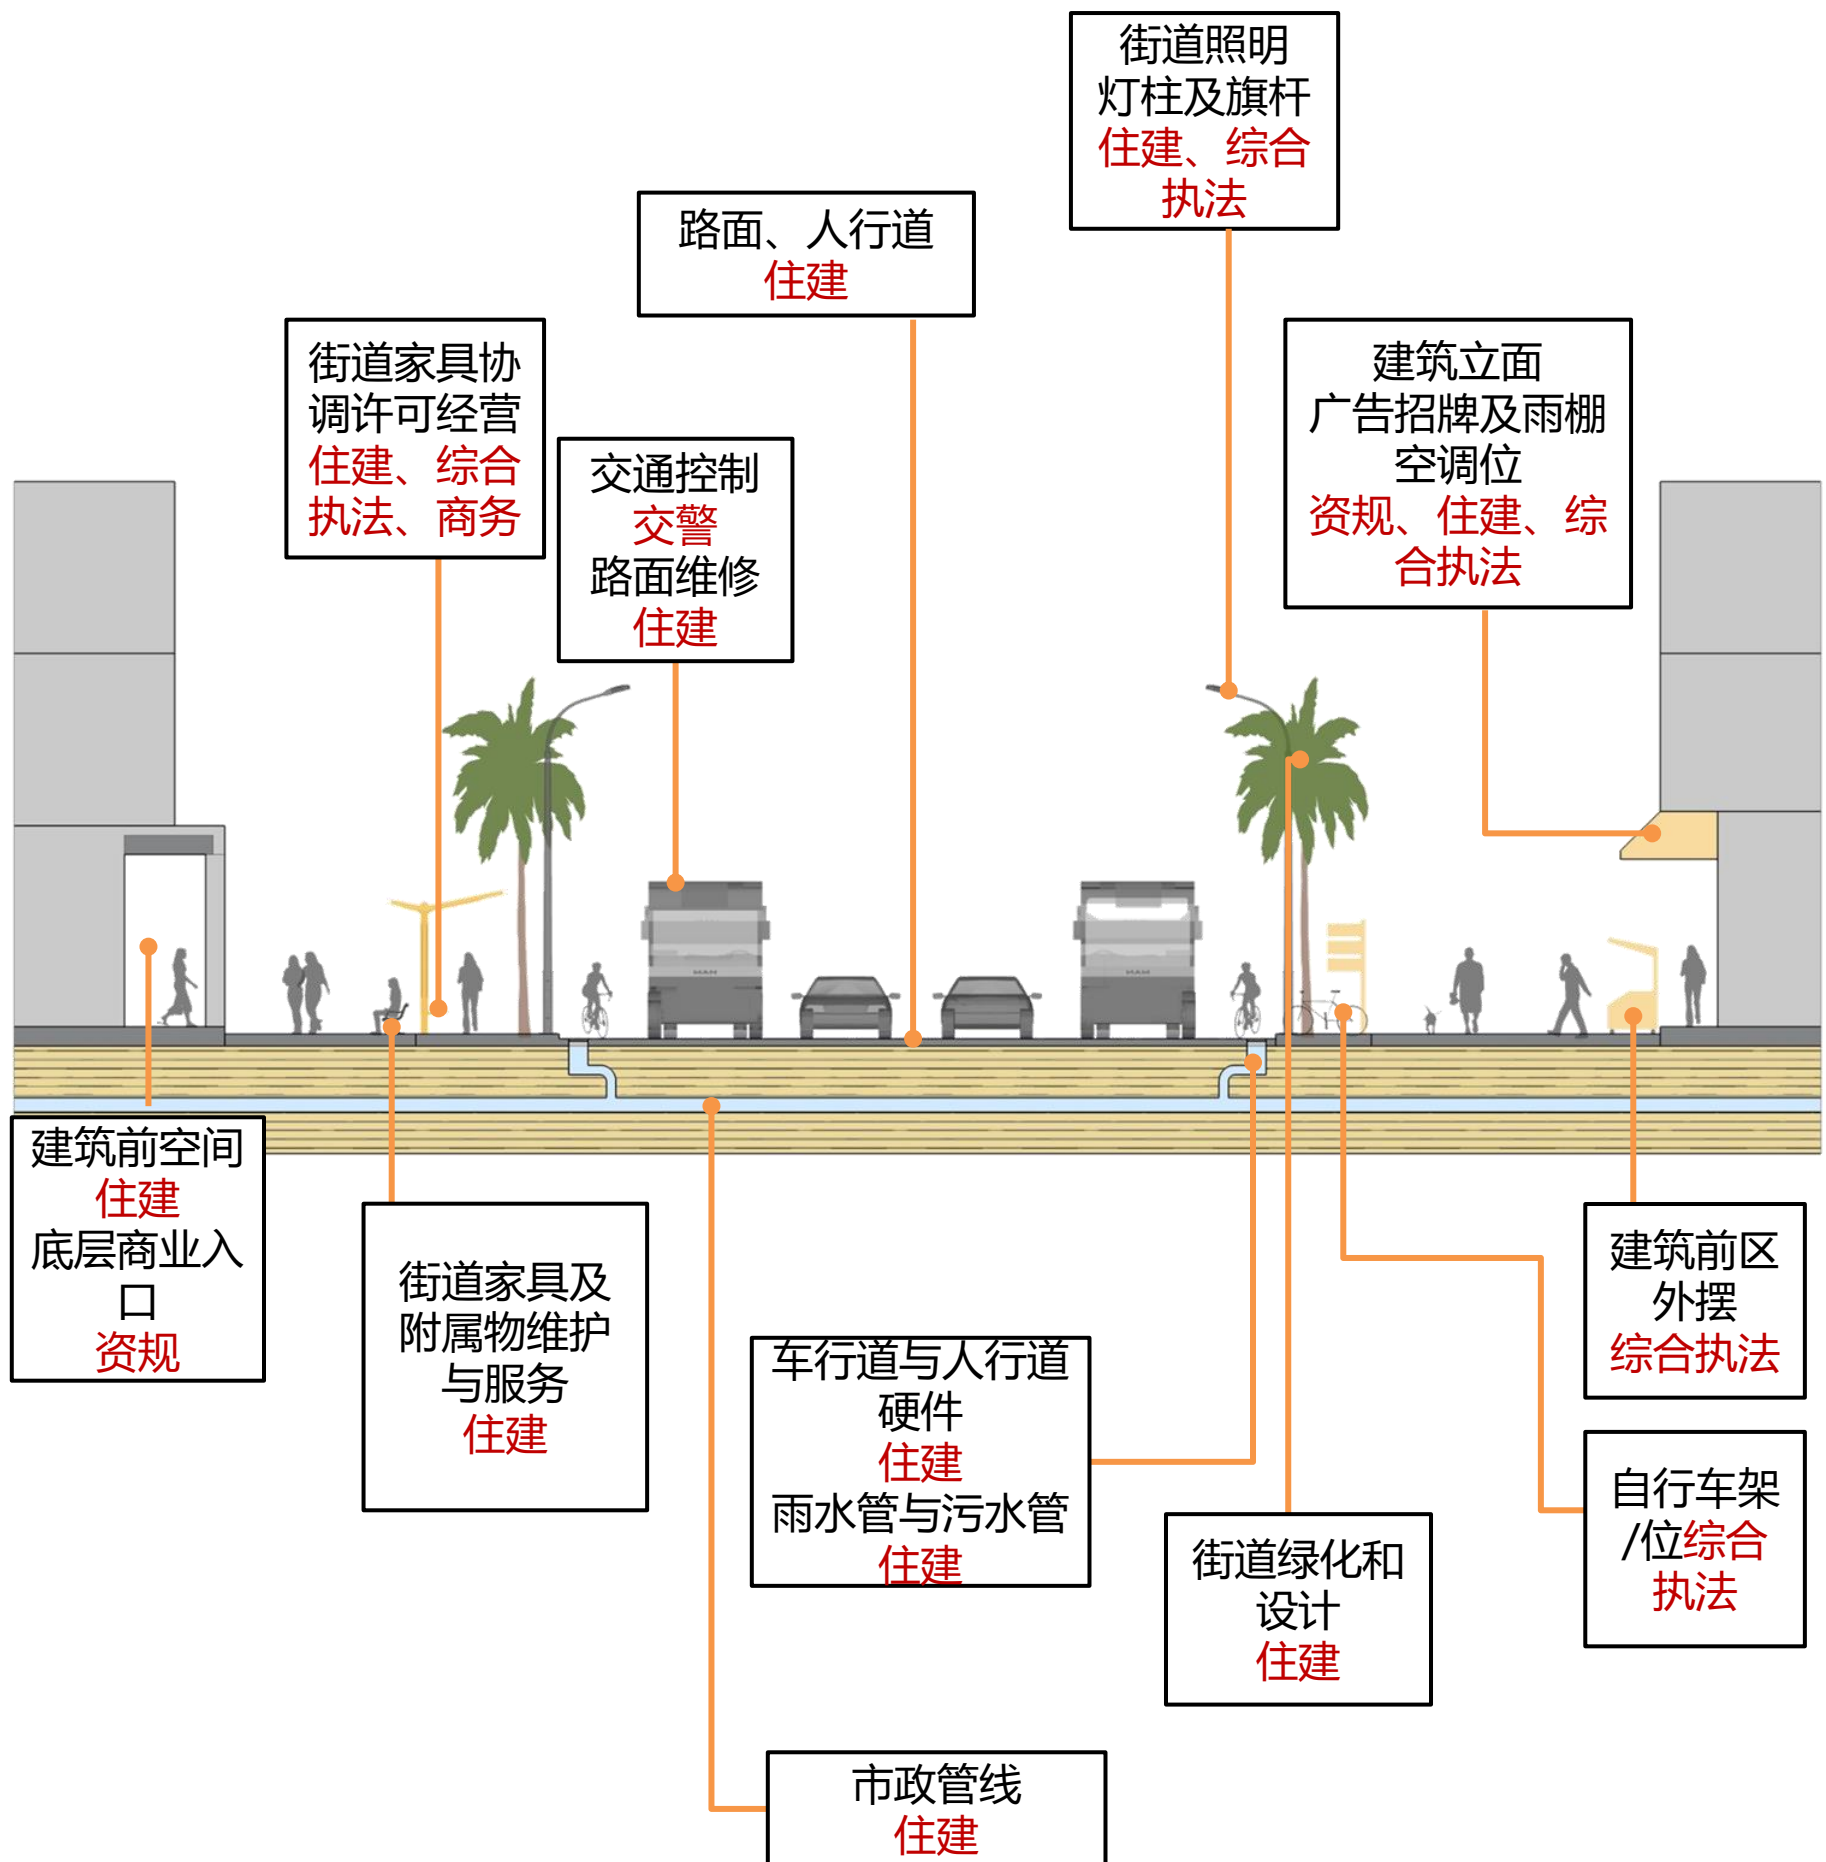 街道照明
灯柱及旗杆
住建、综合
执法
路面、人行道
住建
街道家具协
调许可经营
住建、综合
执法、商务
建筑立面
广告招牌及雨棚
空调位
资规、住建、综
合执法
交通控制
交警
路面维修
住建
建筑前空间
住建
底层商业入
口
资规
街道家具及
附属物维护
与服务
住建
建筑前区
外摆
综合执法
车行道与人行道
硬件
住建
雨水管与污水管
住建
自行车架
/位综合
执法
街道绿化和
设计
住建
市政管线
住建